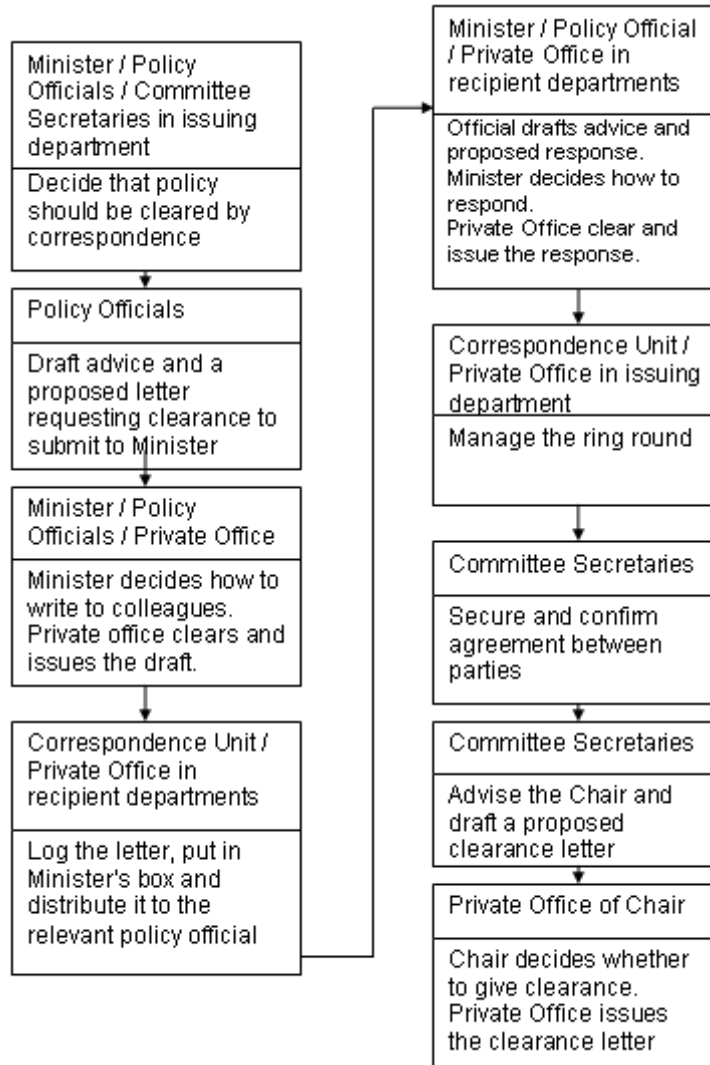 Minister / Policy
Officials / Committee
Secretaries in issuing
department
Decide that policy
should be cleared by
correspondence
Policy Officials
Draft advice and a
proposed letter
requesting clearance to
submit to Minister
Minister / Policy
Officials / Private Office
Minister decides how to
write to colleagues.
Private office clears and
issues the draft.
Correspondence Unit /
Private Office in
recipient departments
Log the letter, put in
Minister's box and
distribute it to the
relevant policy official
Minister / Policy Official
/ Private Office in
recipient departments
Official drafts advice and
proposed response.
Minister decides how to
respond.
Private Office clear and
issue the response.
Correspondence Unit /
Private Office in issuing
department
Manage the ring round
Committee Secretaries
Secure and confirm
agreement between
parties
Committee Secretaries
Advise the Chair and
draft a proposed
clearance letter
Private Office of Chair
Chair decides whether
to give clearance.
Private Office issues
the clearance letter